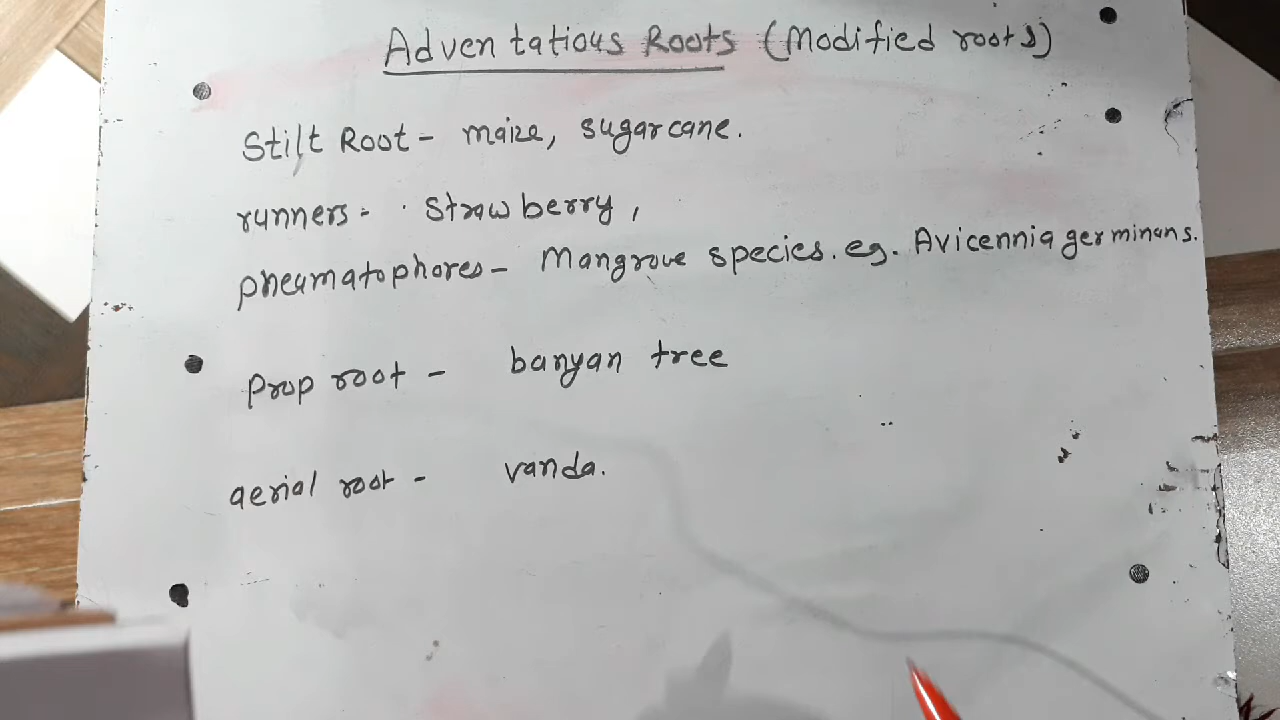 Adventatious Roots (Modified roots)
Stilt Root - maize, sugarcane.
runners - strawberry,
pneumatophores - Mangrove species. eg. Avicennia germinans.
Prop root - banyan tree
aerial root - vanda.